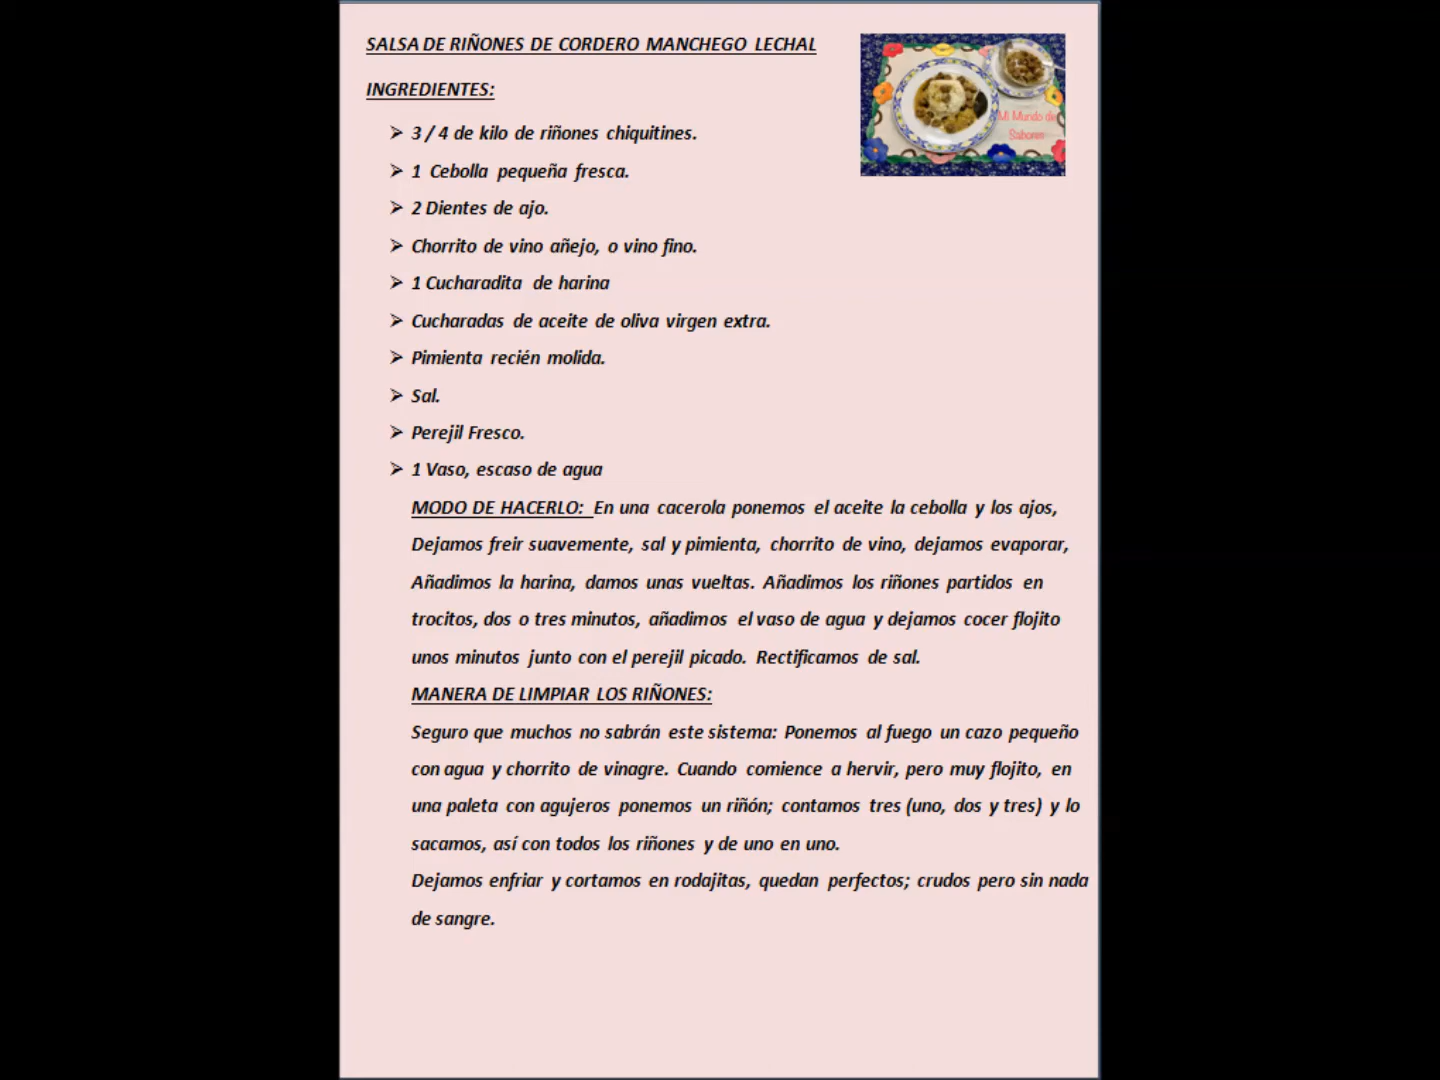 SALSA DE RIÑONES DE CORDERO MANCHEGO LECHAL
INGREDIENTES:
➢ 3 / 4 de kilo de riñones chiquitines.
➢ 1 Cebolla pequeña fresca.
➢ 2 Dientes de ajo.
➢ Chorrito de vino añejo, o vino fino.
➢ 1 Cucharadita de harina
➢ Cucharadas de aceite de oliva virgen extra.
➢ Pimienta recién molida.
➢ Sal.
➢ Perejil Fresco.
➢ 1 Vaso, escaso de agua
MODO DE HACERLO: En una cacerola ponemos el aceite la cebolla y los ajos,
Dejamos freir suavemente, sal y pimienta, chorrito de vino, dejamos evaporar,
Añadimos la harina, damos unas vueltas. Añadimos los riñones partidos en
trocitos, dos o tres minutos, añadimos el vaso de agua y dejamos cocer flojito
unos minutos junto con el perejil picado. Rectificamos de sal.
MANERA DE LIMPIAR LOS RIÑONES:
Seguro que muchos no sabrán este sistema: Ponemos al fuego un cazo pequeño
con agua y chorrito de vinagre. Cuando comience a hervir, pero muy flojito, en
una paleta con agujeros ponemos un riñón; contamos tres (uno, dos y tres) y lo
sacamos, así con todos los riñones y de uno en uno.
Dejamos enfriar y cortamos en rodajitas, quedan perfectos; crudos pero sin nada
de sangre.
Mi Mundo de
Sabores